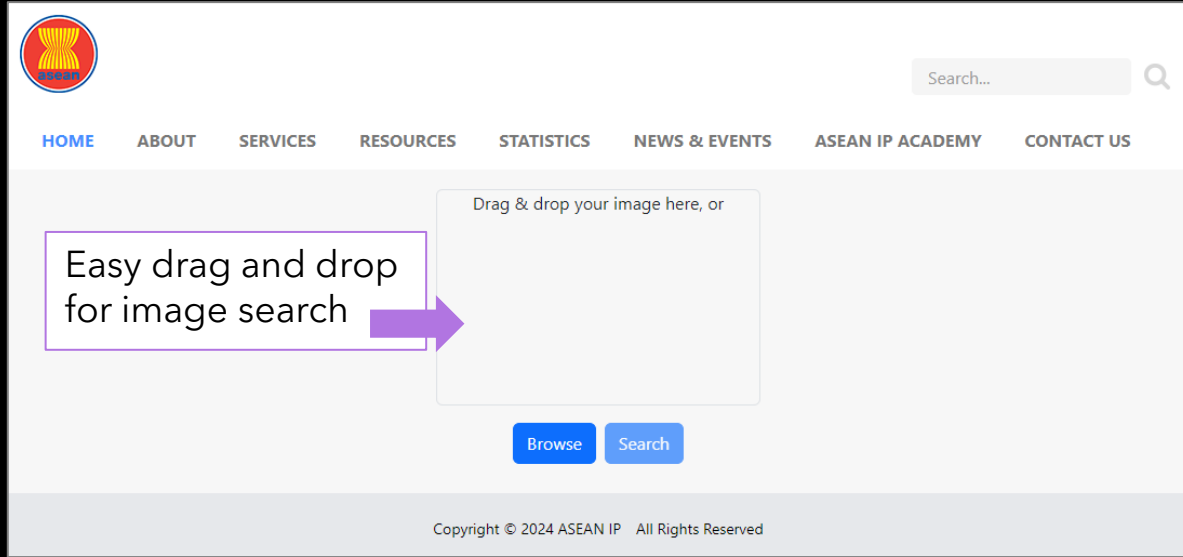 asean
Search...
HOME ABOUT SERVICES RESOURCES STATISTICS NEWS & EVENTS ASEAN IP ACADEMY CONTACT US
Drag & drop your image here, or
Easy drag and drop
for image search
Browse Search
Copyright © 2024 ASEAN IP All Rights Reserved